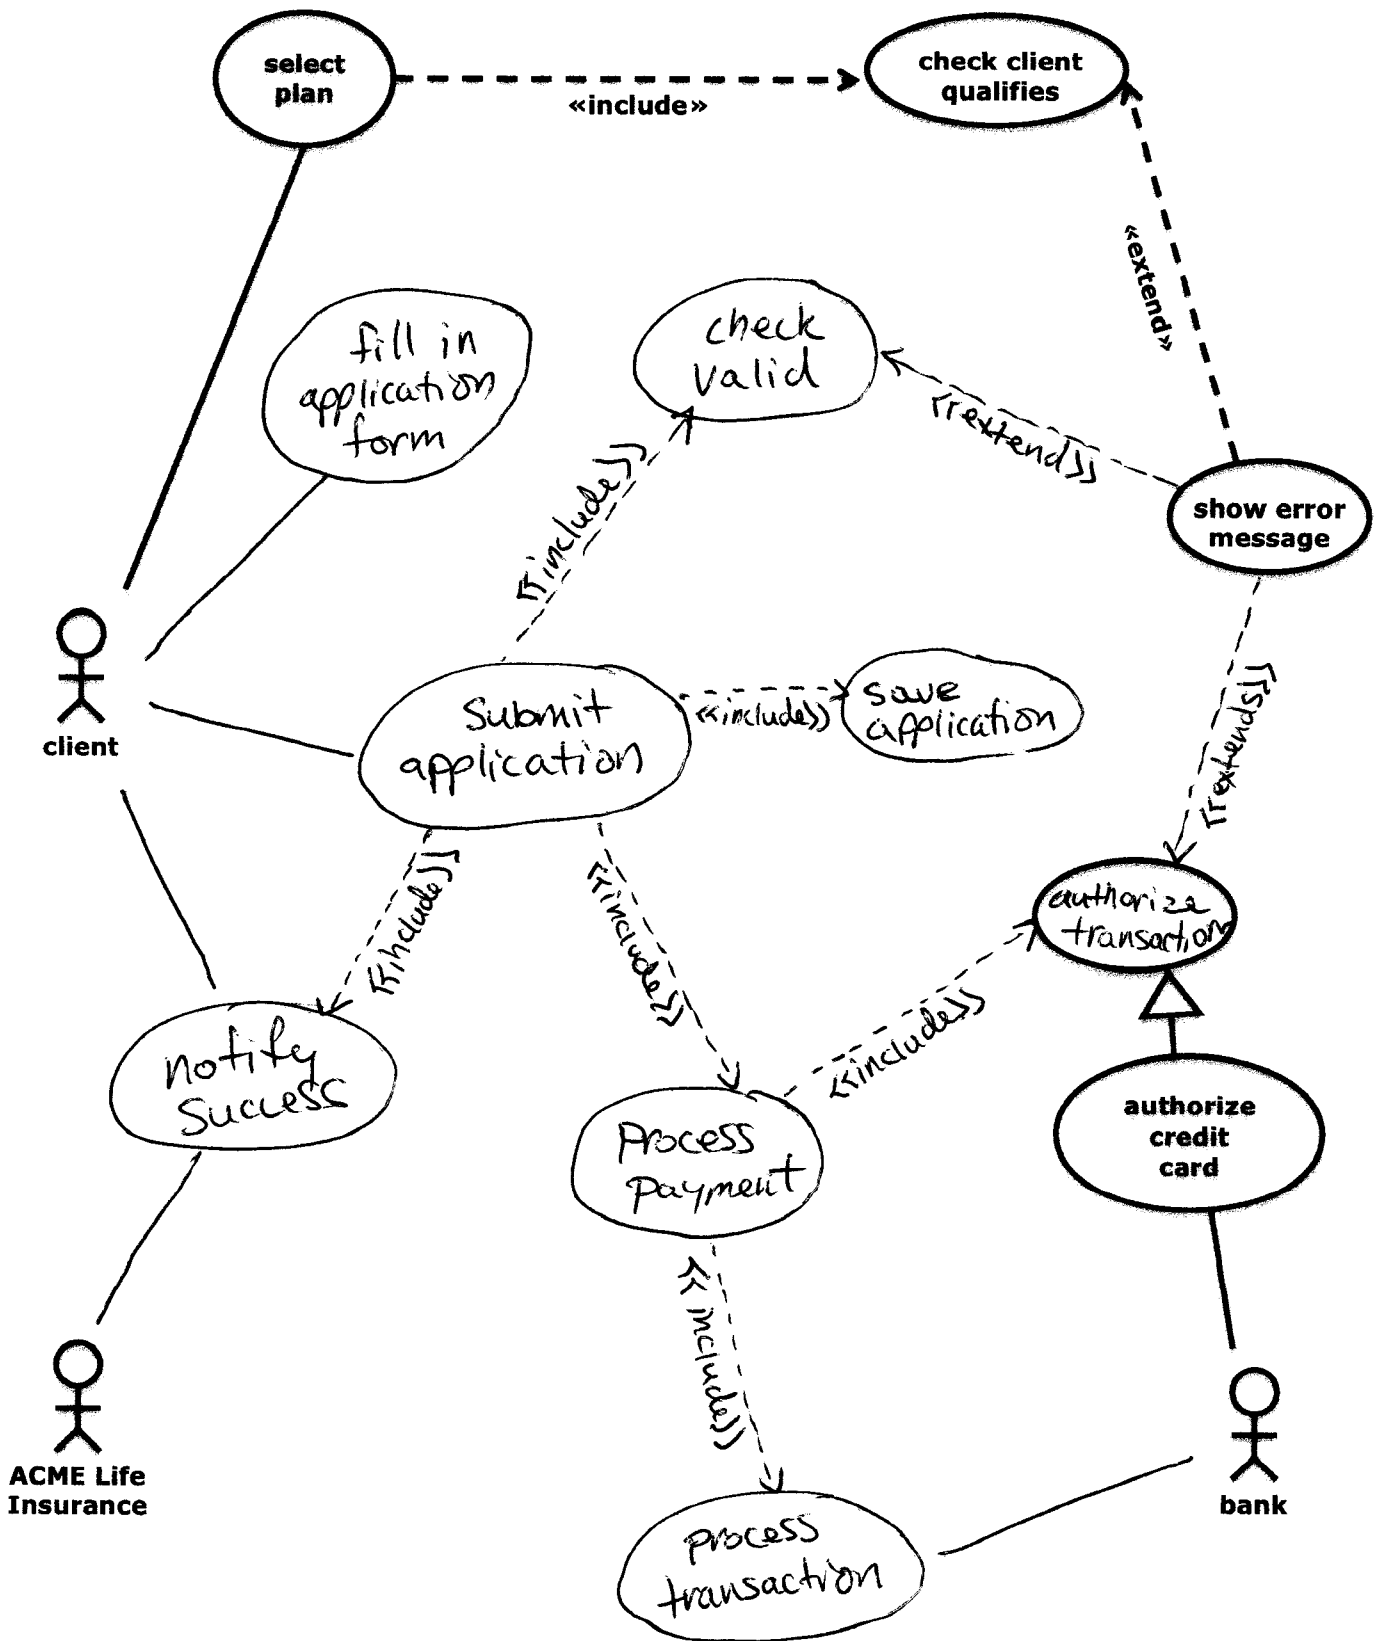 select
plan
«include»
check client
qualifies
«extend»
fill in
application
form
check
valid
<<include>>
<<extend>>
show error
message
client
Submit
application
<<include>>
save
application
<<extends>>
<<include>>
<<include>>
authorize
transaction
<<include>>
notify
Success
Process
payment
authorize
credit
card
<<include>>
ACME Life
Insurance
bank
process
transaction